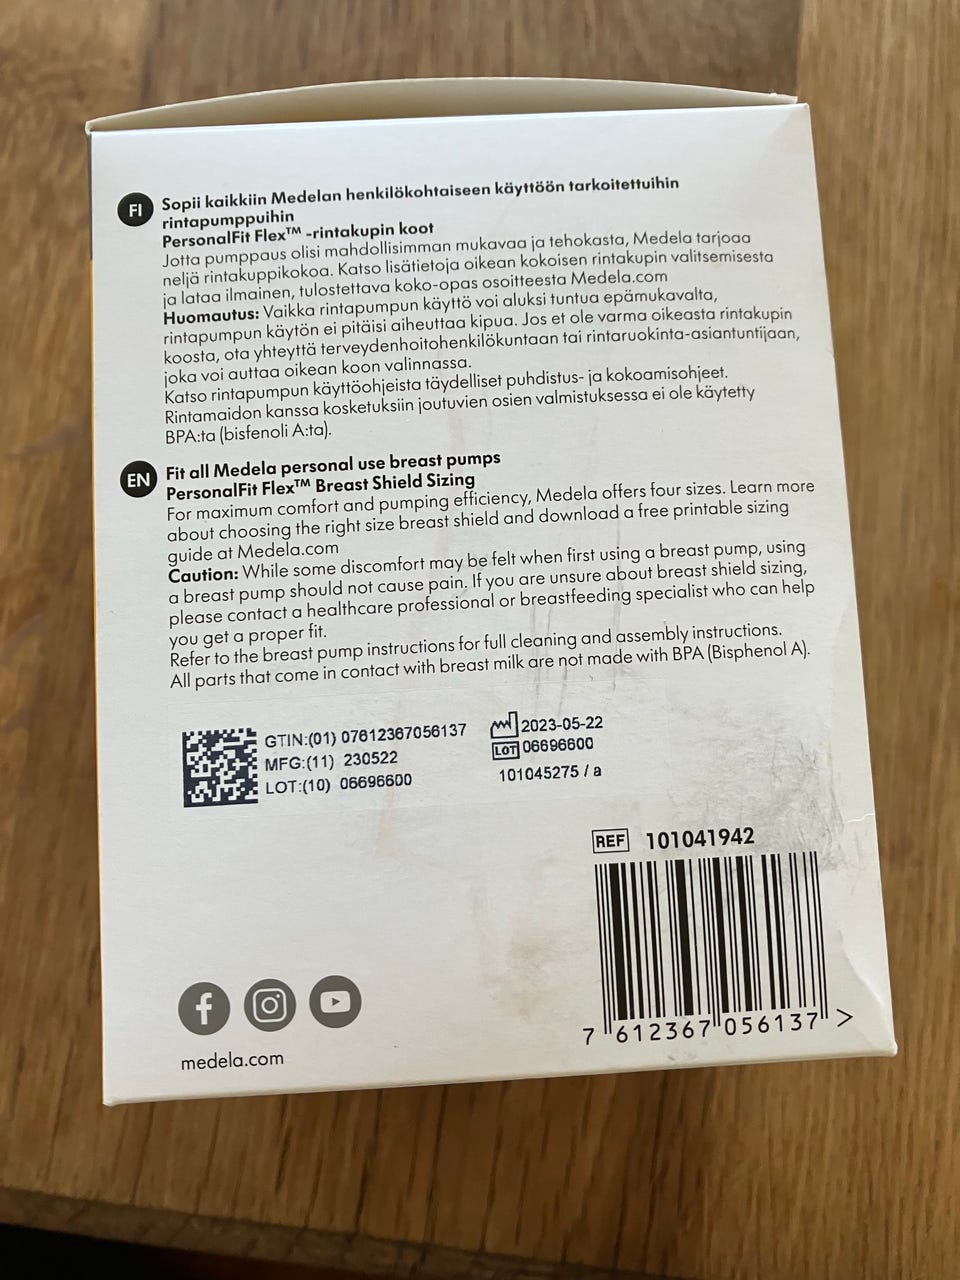 FI
Sopii kaikkiin Medelan henkilökohtaiseen käyttöön tarkoitettuihin
rintapumppuihin
PersonalFit Flex™ -rintakupin koot
Jotta pumppaus olisi mahdollisimman mukavaa ja tehokasta, Medela tarjoaa
neljä rintakuppikokoa. Katso lisätietoja oikean kokoisen rintakupin valitsemisesta
ja lataa ilmainen, tulostettava koko-opas osoitteesta Medela.com
Huomautus: Vaikka rintapumpun käyttö voi aluksi tuntua epämukavalta,
rintapumpun käytön ei pitäisi aiheuttaa kipua. Jos et ole varma oikeasta rintakupin
koosta, ota yhteyttä terveydenhoitohenkilökuntaan tai rintaruokinta-asiantuntijaan,
joka voi auttaa oikean koon valinnassa.
Katso rintapumpun käyttöohjeista täydelliset puhdistus- ja kokoamisohjeet.
Rintamaidon kanssa kosketuksiin joutuvien osien valmistuksessa ei ole käytetty
BPA:ta (bisfenoli A:ta).
EN
Fit all Medela personal use breast pumps
PersonalFit Flex™ Breast Shield Sizing
For maximum comfort and pumping efficiency, Medela offers four sizes. Learn more
about choosing the right size breast shield and download a free printable sizing
guide at Medela.com
Caution: While some discomfort may be felt when first using a breast pump, using
a breast pump should not cause pain. If you are unsure about breast shield sizing,
please contact a healthcare professional or breastfeeding specialist who can help
you get a proper fit.
Refer to the breast pump instructions for full cleaning and assembly instructions.
All parts that come in contact with breast milk are not made with BPA (Bisphenol A).
GTIN:(01) 07612367056137
MFG:(11) 230522
LOT:(10) 06696600
2023-05-22
LOT 06696600
101045275 / a
REF 101041942
7 612367 056137 >
medela.com